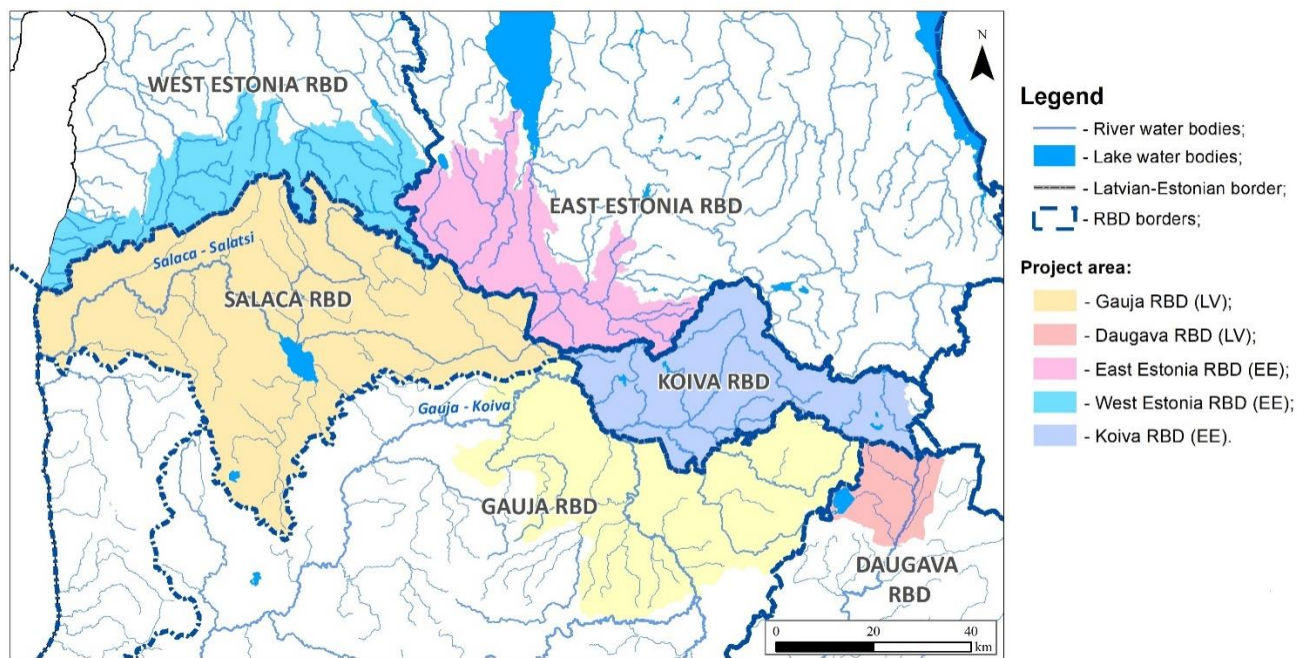 WEST ESTONIA RBD
EAST ESTONIA RBD
Salaca - Salatsi
SALACA RBD
KOIVA RBD
Gauja - Koiva
GAUJA RBD
DAUGAVA
RBD
N
0 20 40
km
Legend
- River water bodies;
- Lake water bodies;
- Latvian-Estonian border;
- RBD borders;
Project area:
- Gauja RBD (LV);
- Daugava RBD (LV);
- East Estonia RBD (EE);
- West Estonia RBD (EE);
- Koiva RBD (EE).